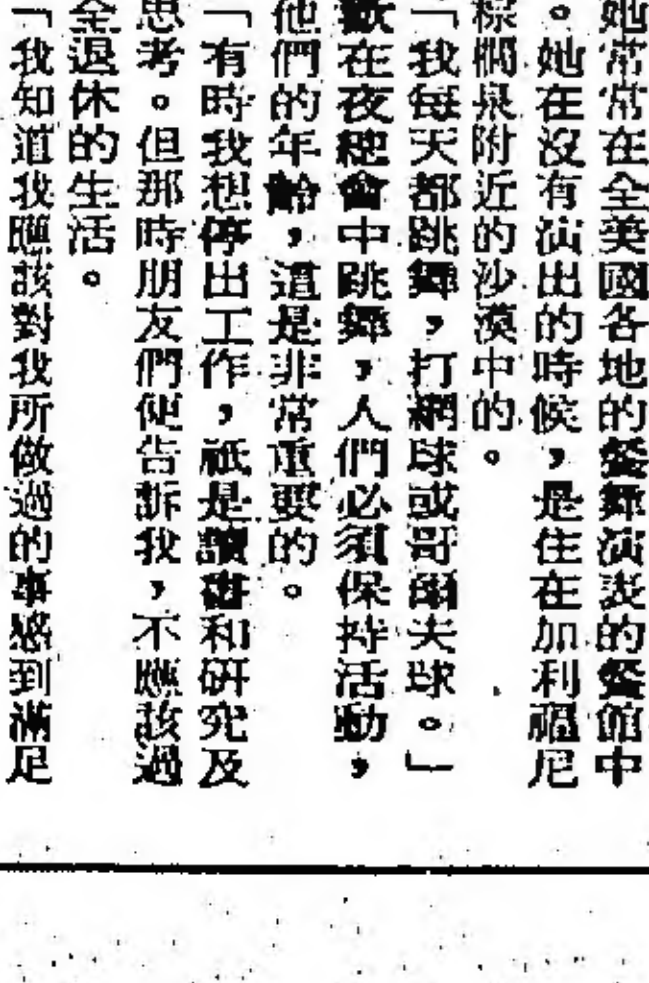 她常常在全美國各地的餐舞演表的餐館中
。她在沒有演出的時候,是住在加利福尼
棕櫚泉附近的沙漠中的。
「我每天都跳舞,打網球或哥爾夫球。」
歡在夜總會中跳舞,人們必須保持活動,
他們的年齡,這是非常重要的。
「有時我想停出工作,祇是讀書和研究及
思考。但那時朋友們便告訴我,不應該過
全退休的生活。
「我知道我應該對我所做過的事感到滿足